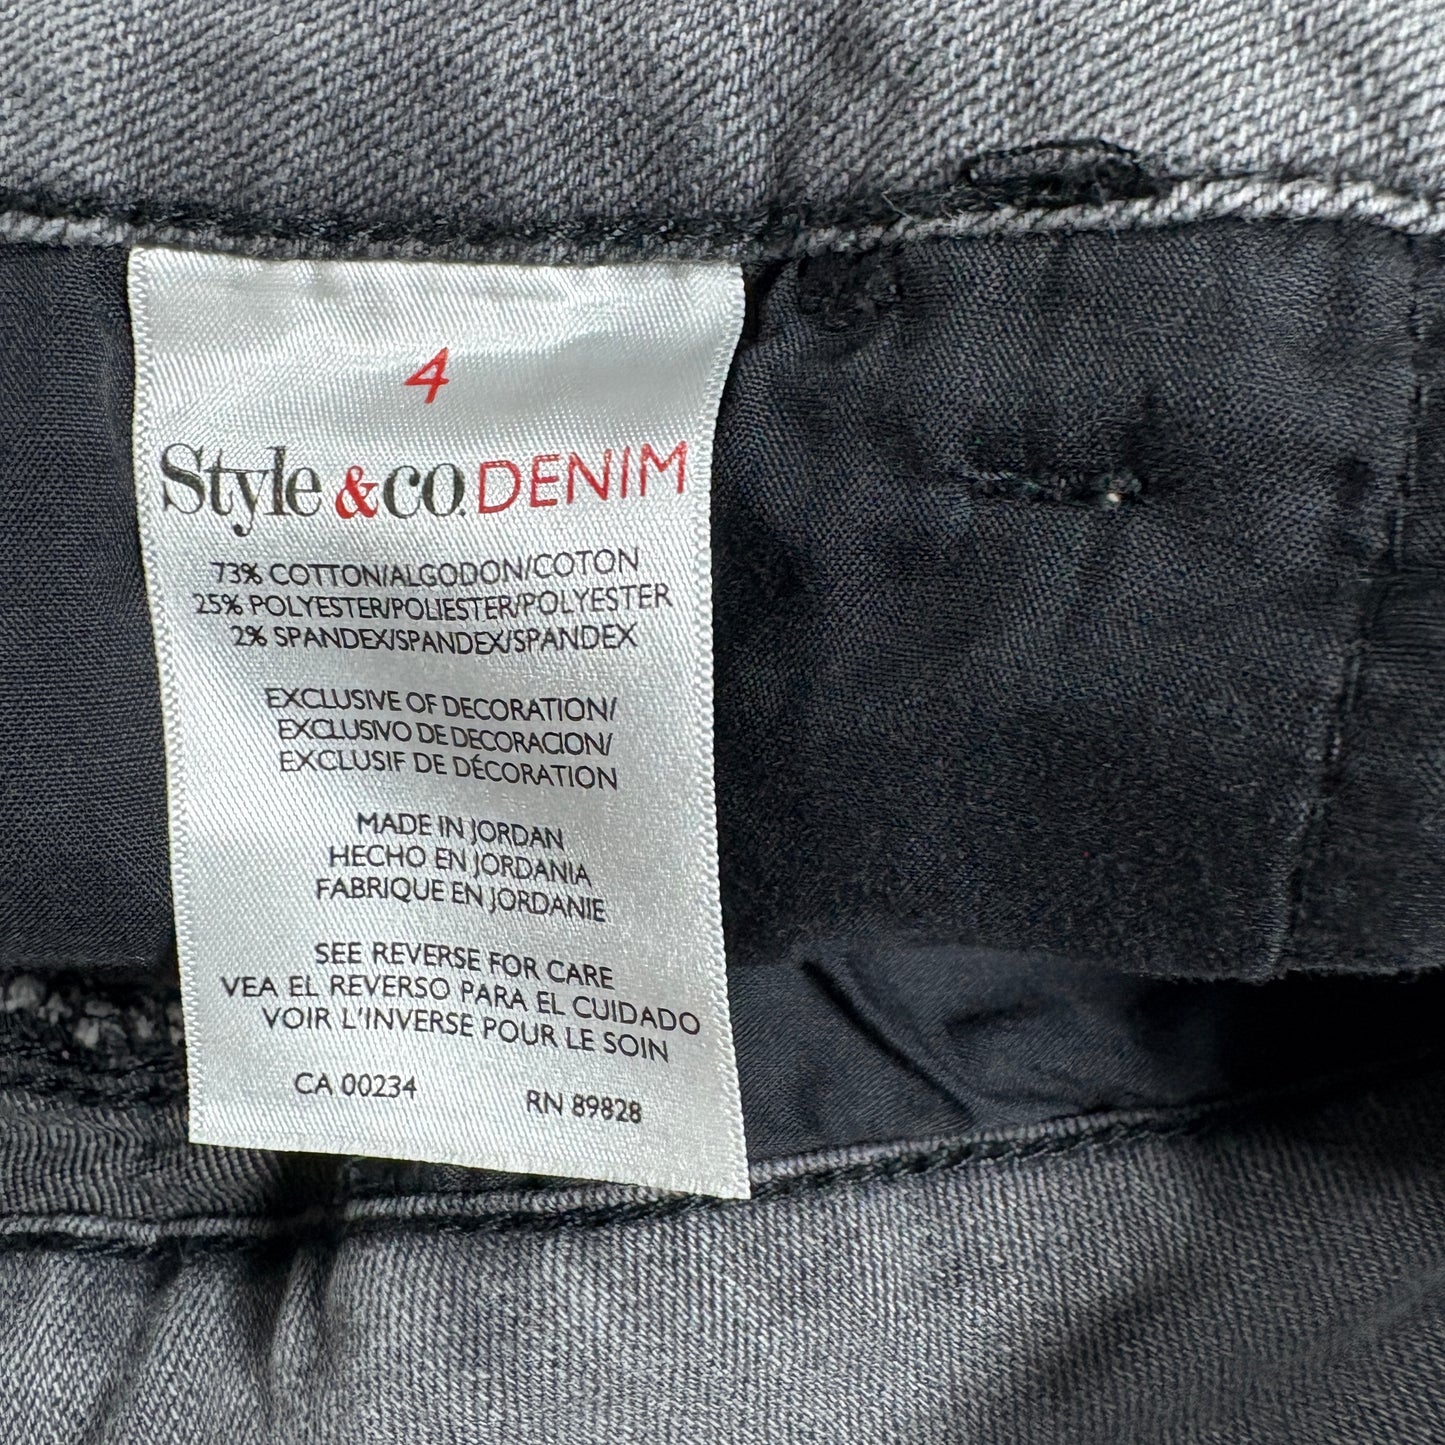 4
Style &co. DENIM
73% COTTON/ALGODON/COTON
25% POLYESTER/POLIESTER/POLYESTER
2% SPANDEX/SPANDEX/SPANDEX
EXCLUSIVE OF DECORATION/
EXCLUSIVO DE DECORACION/
EXCLUSIF DE DÉCORATION
MADE IN JORDAN
HECHO EN JORDANIA
FABRIQUE EN JORDANIE
SEE REVERSE FOR CARE
VEA EL REVERSO PARA EL CUIDADO
VOIR L'INVERSE POUR LE SOIN
CA 00234 RN 89828